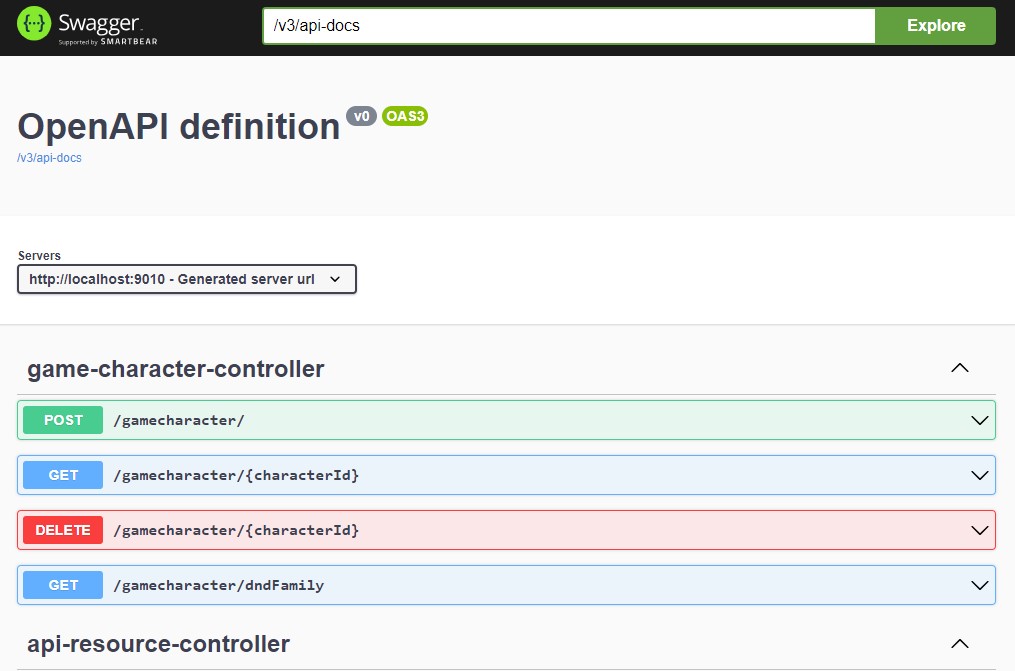 {···} Swagger.
Supported by SMARTBEAR
/v3/api-docs
Explore
OpenAPI definition v0 OAS3
/v3/api-docs
Servers
http://localhost:9010 - Generated server url
game-character-controller
POST /gamecharacter/
GET /gamecharacter/{characterId}
DELETE /gamecharacter/{characterId}
GET /gamecharacter/dndFamily
api-resource-controller